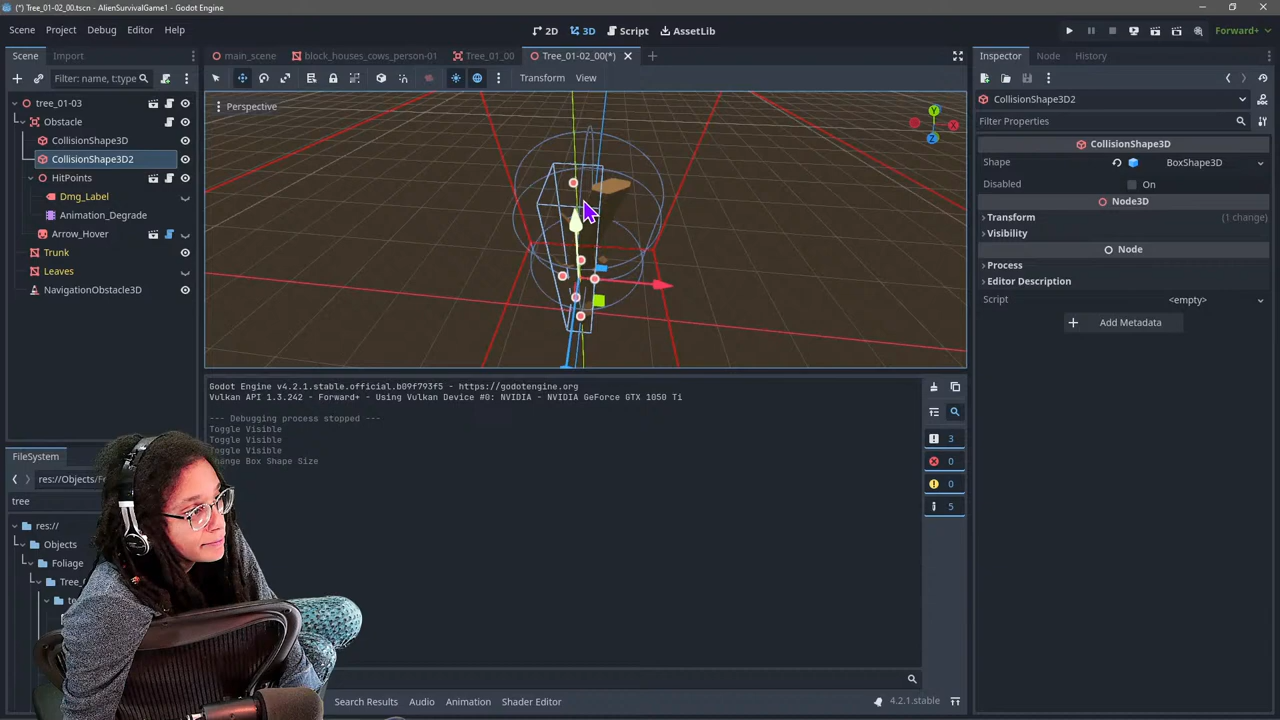 (*) Tree_01-02_00.tscn - AlienSurvivalGame1 - Godot Engine
Scene Project Debug Editor Help
2D 3D Script AssetLib
Forward+
Scene Import
main_scene block_houses_cows_person-01 Tree_01_00 Tree_01-02_00(*)
Inspector Node History
Filter: name, t:type
Transform View
tree_01-03
Obstacle
CollisionShape3D
CollisionShape3D2
HitPoints
Dmg_Label
Animation_Degrade
Arrow_Hover
Trunk
Leaves
NavigationObstacle3D
Perspective
Y
X
Z
CollisionShape3D2
Filter Properties
CollisionShape3D
Shape BoxShape3D
Disabled On
Node3D
Transform (1 change)
Visibility
Node
Process
Editor Description
Script <empty>
Add Metadata
Godot Engine v4.2.1.stable.official.b09f793f5 - https://godotengine.org
Vulkan API 1.3.242 - Forward+ - Using Vulkan Device #0: NVIDIA - NVIDIA GeForce GTX 1050 Ti
--- Debugging process stopped ---
Toggle Visible
Toggle Visible
Toggle Visible
Box Shape Size
3
0
0
5
FileSystem
tree
res://
Objects
Foliage
Search Results Audio Animation Shader Editor
4.2.1.stable